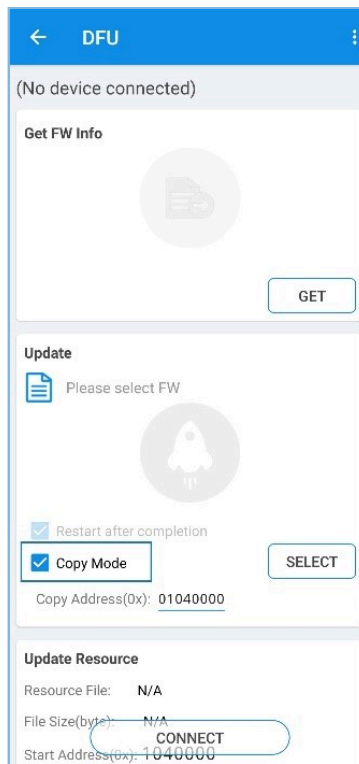 DFU
(No device connected)
Get FW Info
GET
Update
Please select FW
Restart after completion
Copy Mode
SELECT
Copy Address(0x): 01040000
Update Resource
Resource File: N/A
File Size(byte): N/A
CONNECT
Start Address(0x): 1040000